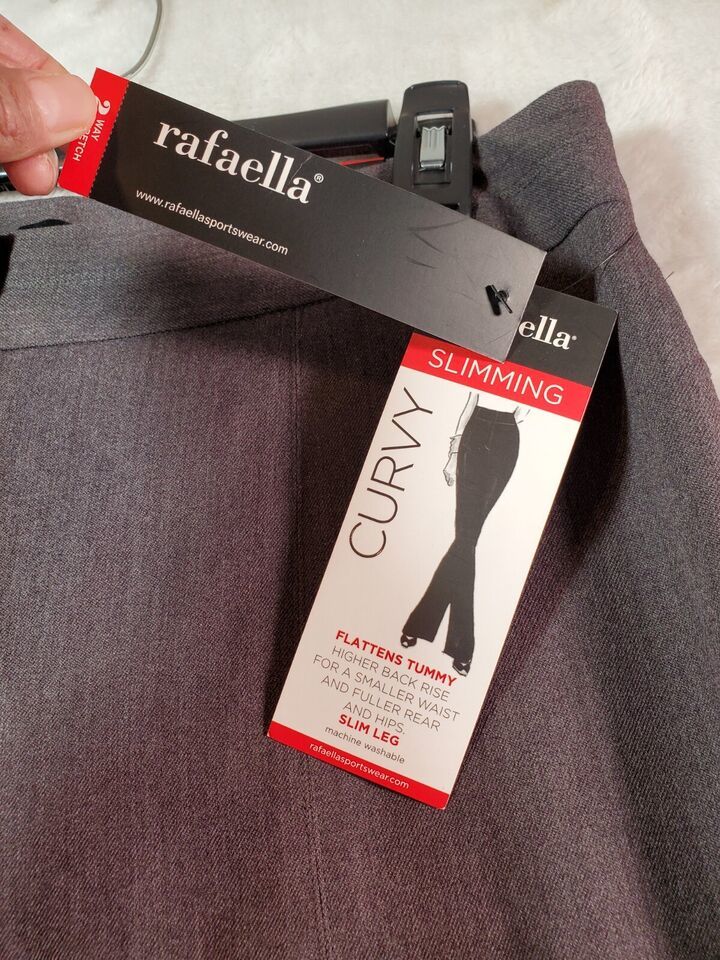 2 WAY
rafaella®
www.rafaellasportswear.com
ella®
SLIMMING
CURVY
FLATTENS TUMMY
HIGHER BACK RISE
FOR A SMALLER WAIST
AND FULLER REAR
AND HIPS.
SLIM LEG
machine washable
rafaellasportswear.com